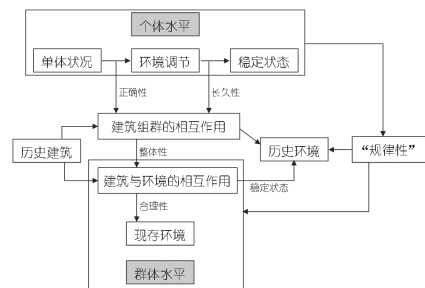 个体水平
单体状况
环境调节
稳定状态
正确性
长久性
建筑组群的相互作用
历史建筑
整体性
历史环境
“规律性”
建筑与环境的相互作用
稳定状态
合理性
现存环境
群体水平